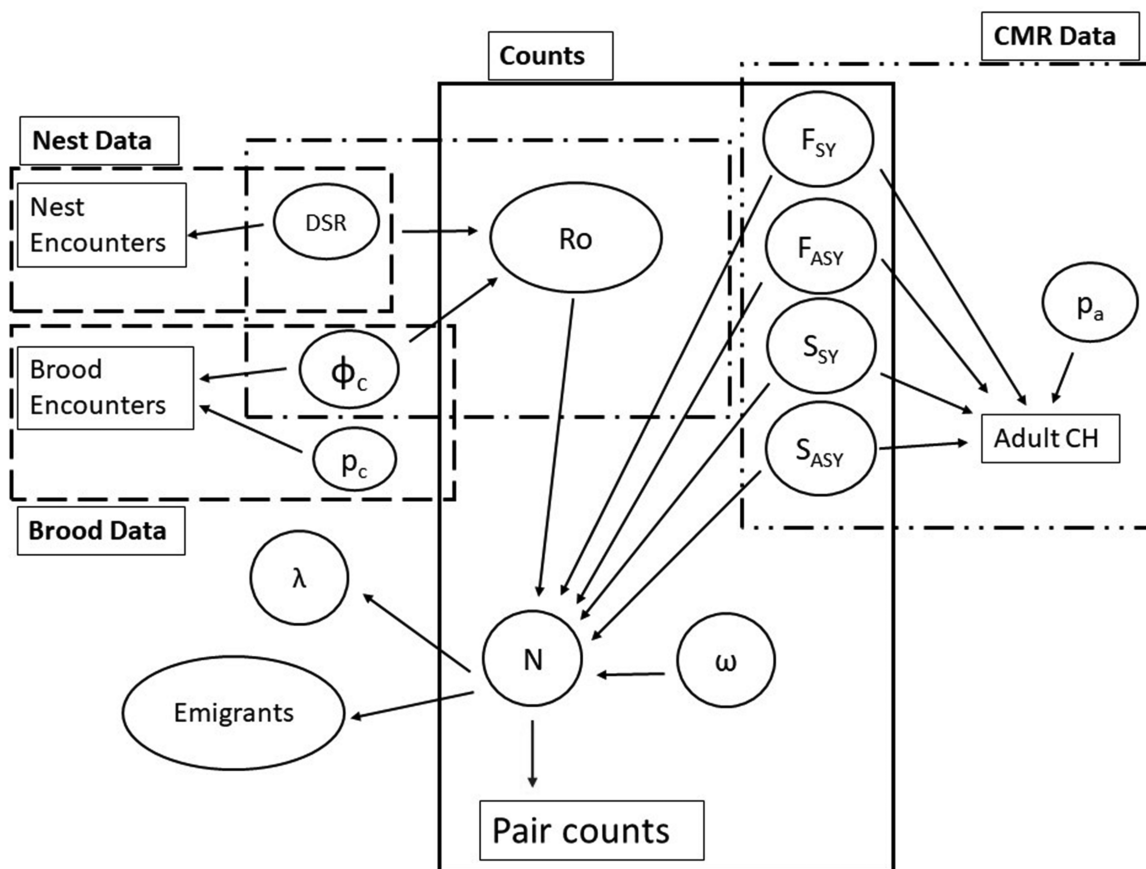 Counts
CMR Data
Nest Data
Nest
Encounters
DSR
Ro
F_SY
F_ASY
S_SY
S_ASY
p_a
Adult CH
Brood
Encounters
ϕ_c
p_c
Brood Data
λ
N
ω
Emigrants
Pair counts